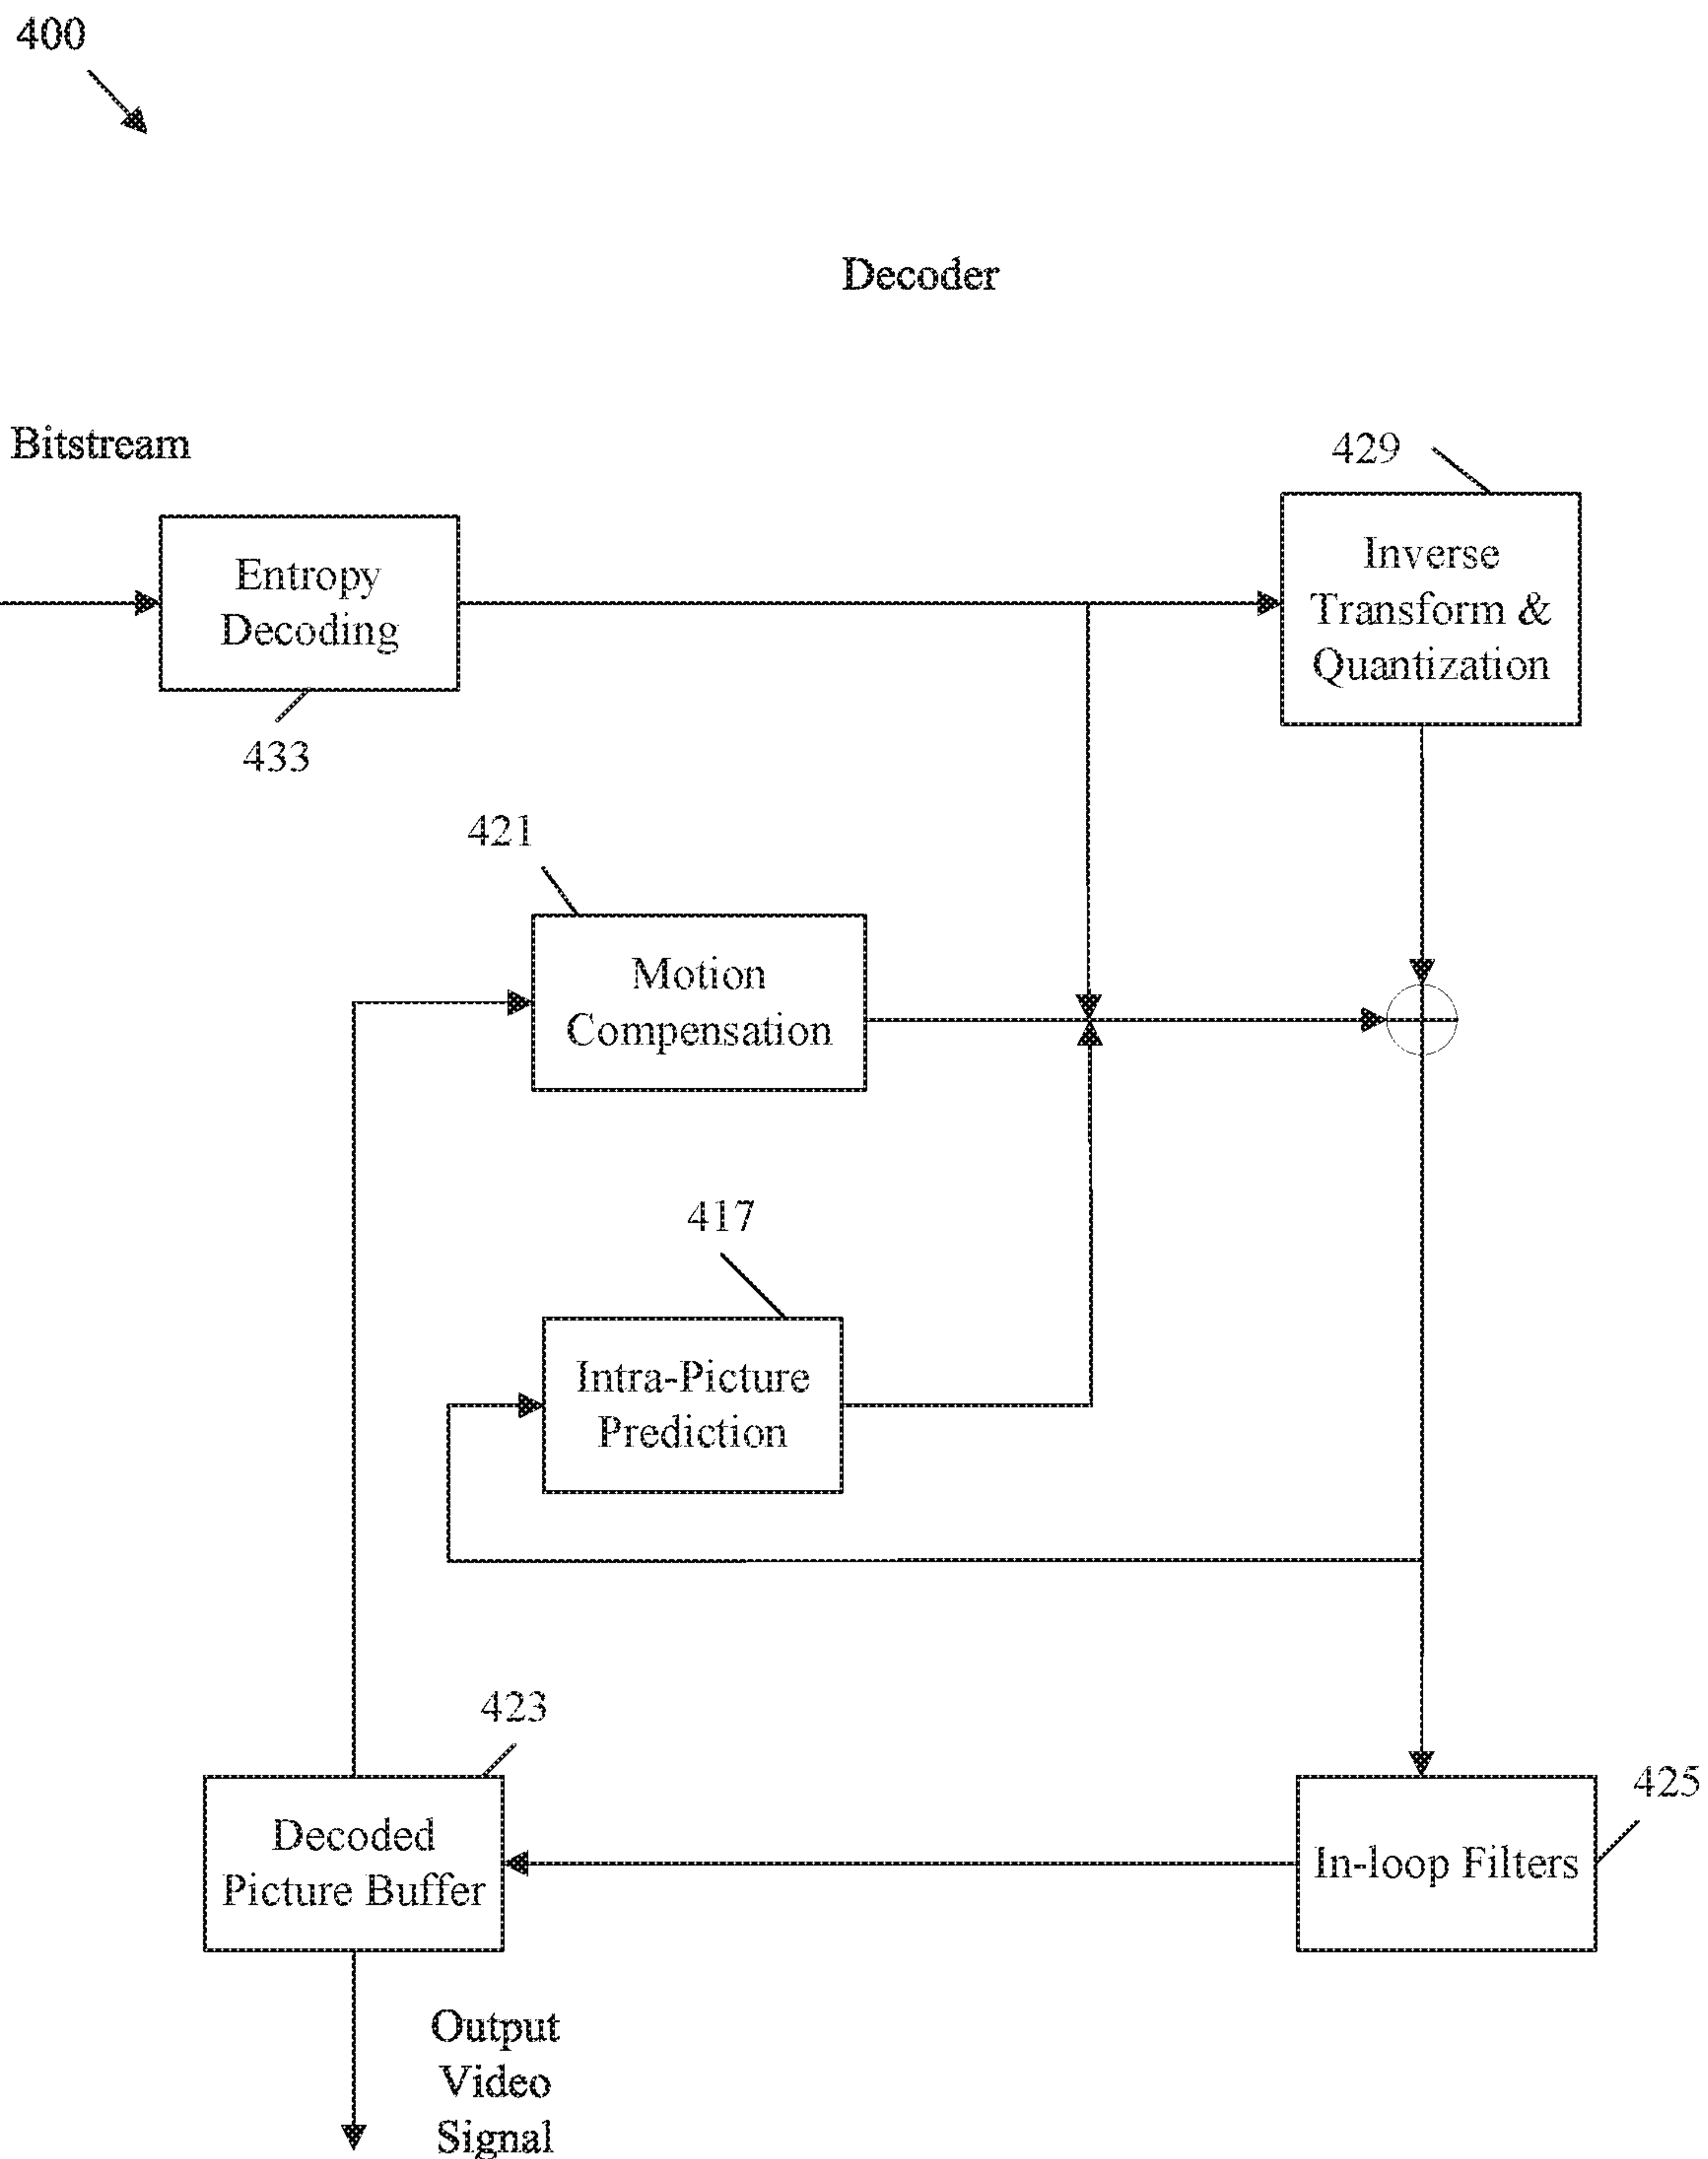 400
Decoder
Bitstream
429
Entropy
Decoding
Inverse
Transform &
Quantization
433
421
Motion
Compensation
417
Intra-Picture
Prediction
423
425
Decoded
Picture Buffer
In-loop Filters
Output
Video
Signal